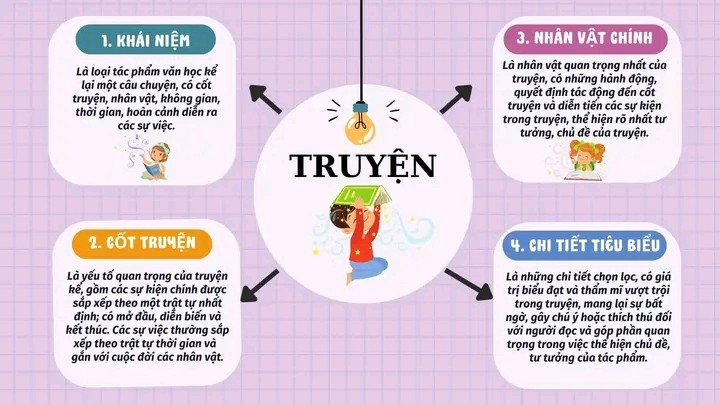 TRUYỆN
1. KHÁI NIỆM
Là loại tác phẩm văn học kể
lại một câu chuyện, có cốt
truyện, nhân vật, không gian,
thời gian, hoàn cảnh diễn ra
các sự việc.
2. CỐT TRUYỆN
Là yếu tố quan trọng của truyện
kể, gồm các sự kiện chính được
sắp xếp theo một trật tự nhất
định; có mở đầu, diễn biến và
kết thúc. Các sự việc thường sắp
xếp theo trật tự thời gian và
gắn với cuộc đời các nhân vật.
3. NHÂN VẬT CHÍNH
Là nhân vật quan trọng nhất của
truyện, có những hành động,
quyết định tác động đến cốt
truyện và diễn tiến các sự kiện
trong truyện, thể hiện rõ nhất tư
tưởng, chủ đề của truyện.
4. CHI TIẾT TIÊU BIỂU
Là những chi tiết chọn lọc, có giá
trị biểu đạt và thẩm mĩ vượt trội
trong truyện, mang lại sự bất
ngờ, gây chú ý hoặc thích thú đối
với người đọc và góp phần quan
trọng trong việc thể hiện chủ đề,
tư tưởng của tác phẩm.